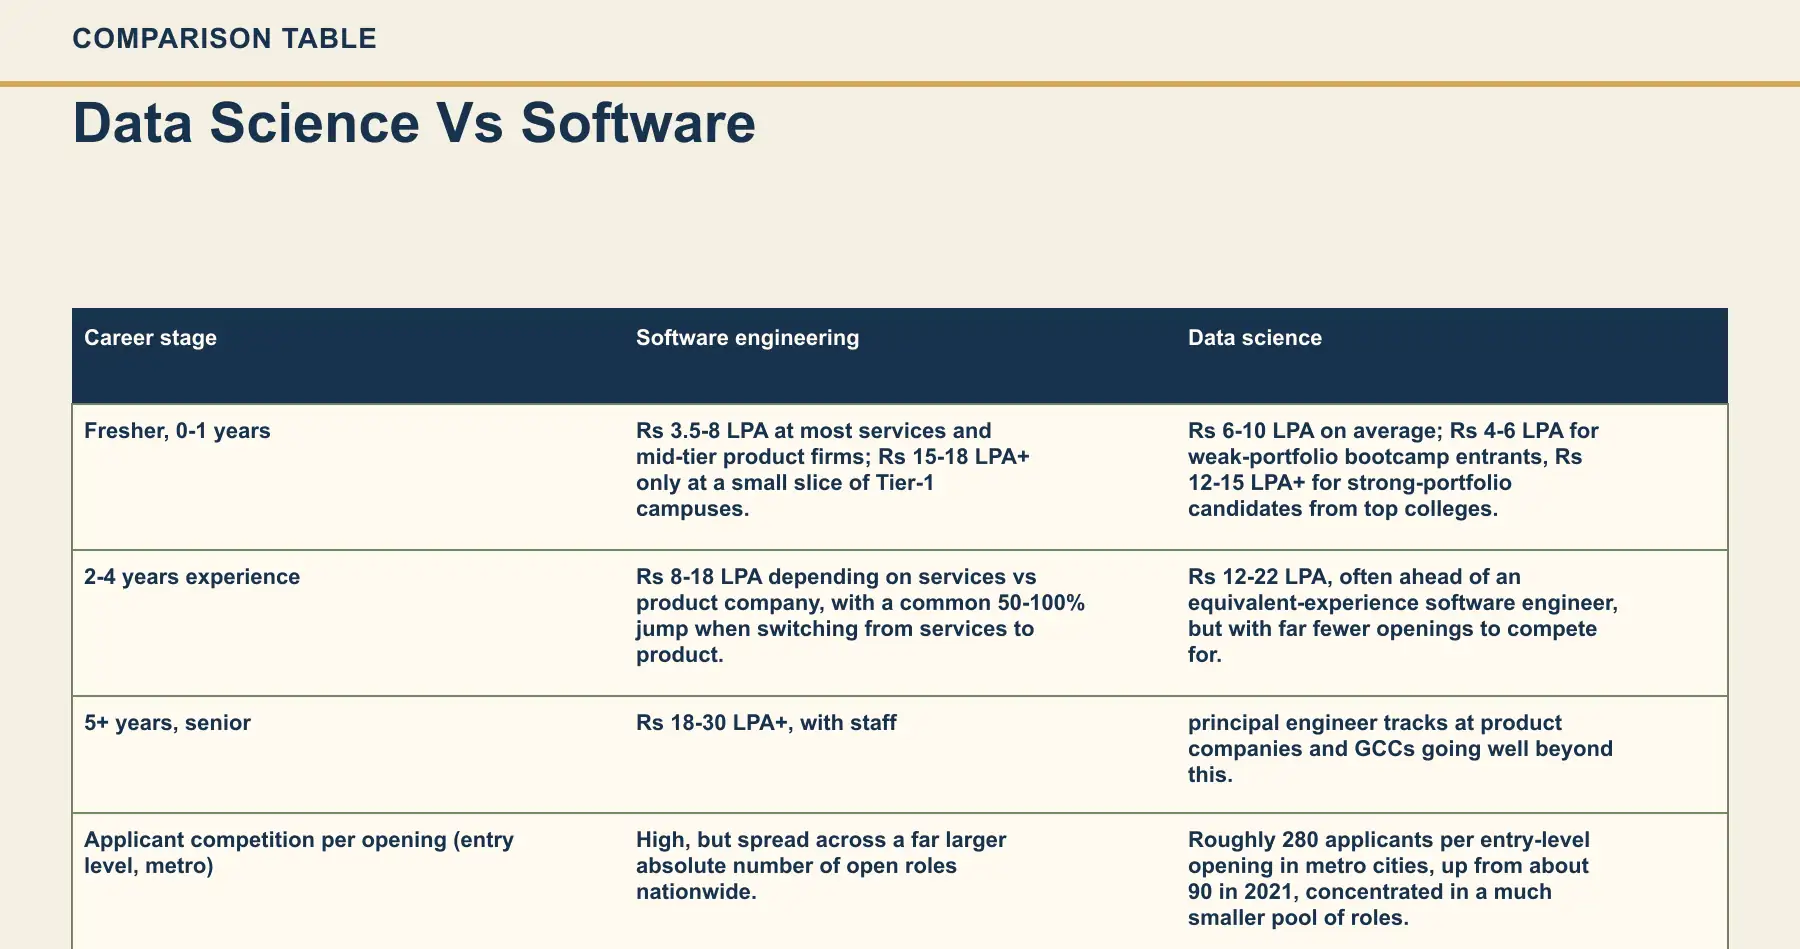 COMPARISON TABLE
Data Science Vs Software
Career stage
Software engineering
Data science
Fresher, 0-1 years
Rs 3.5-8 LPA at most services and
mid-tier product firms; Rs 15-18 LPA+
only at a small slice of Tier-1
campuses.
Rs 6-10 LPA on average; Rs 4-6 LPA for
weak-portfolio bootcamp entrants, Rs
12-15 LPA+ for strong-portfolio
candidates from top colleges.
2-4 years experience
Rs 8-18 LPA depending on services vs
product company, with a common 50-100%
jump when switching from services to
product.
Rs 12-22 LPA, often ahead of an
equivalent-experience software engineer,
but with far fewer openings to compete
for.
5+ years, senior
Rs 18-30 LPA+, with staff
principal engineer tracks at product
companies and GCCs going well beyond
this.
Applicant competition per opening (entry
level, metro)
High, but spread across a far larger
absolute number of open roles
nationwide.
Roughly 280 applicants per entry-level
opening in metro cities, up from about
90 in 2021, concentrated in a much
smaller pool of roles.